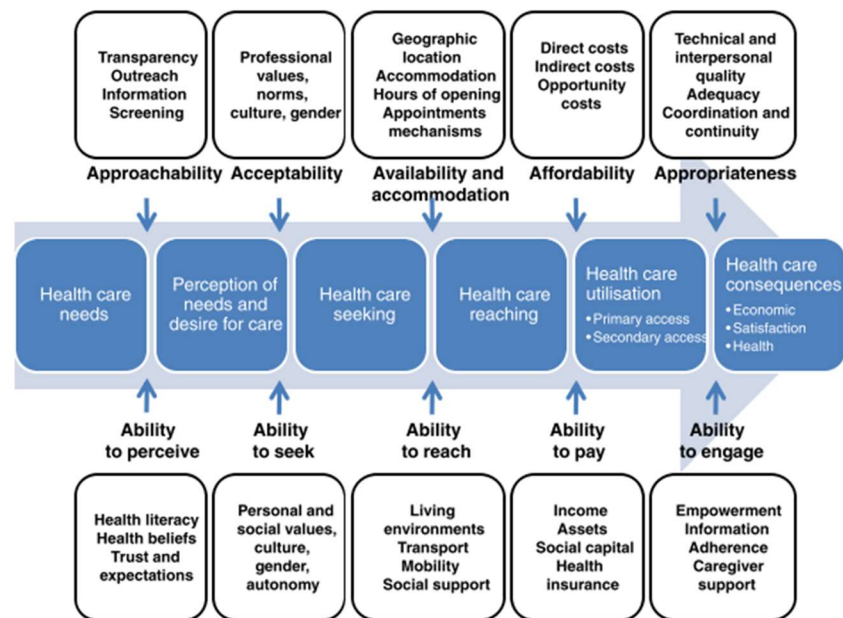 Transparency
Outreach
Information
Screening
Professional
values,
norms,
culture, gender
Geographic
location
Accommodation
Hours of opening
Appointments
mechanisms
Direct costs
Indirect costs
Opportunity
costs
Technical and
interpersonal
quality
Adequacy
Coordination and
continuity
Approachability
Acceptability
Availability and
accommodation
Affordability
Appropriateness
Health care
needs
Perception of
needs and
desire for care
Health care
seeking
Health care
reaching
Health care
utilisation
•Primary access
•Secondary access
Health care
consequences
•Economic
•Satisfaction
•Health
Ability
to perceive
Ability
to seek
Ability
to reach
Ability
to pay
Ability
to engage
Health literacy
Health beliefs
Trust and
expectations
Personal and
social values,
culture,
gender,
autonomy
Living
environments
Transport
Mobility
Social support
Income
Assets
Social capital
Health
insurance
Empowerment
Information
Adherence
Caregiver
support